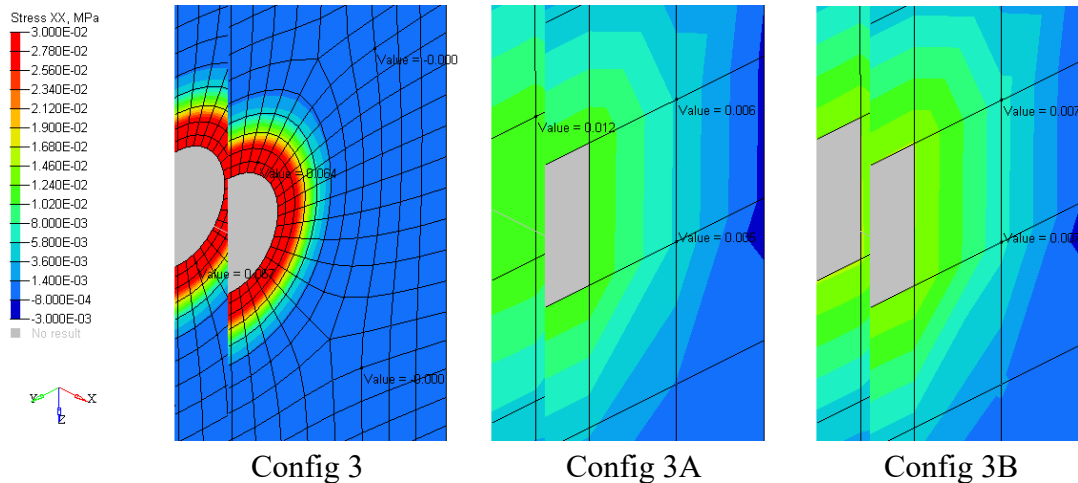 Stress XX, MPa
3.000E-02
2.780E-02
2.560E-02
2.340E-02
2.120E-02
1.900E-02
1.680E-02
1.460E-02
1.240E-02
1.020E-02
8.000E-03
5.800E-03
3.600E-03
1.400E-03
-8.000E-04
-3.000E-03
No result
Y
X
Z
Value = -0.000
Value = 0.064
Value = 0.067
Value = -0.000
Value = 0.006
Value = 0.012
Value = 0.007
Config 3
Config 3A
Config 3B